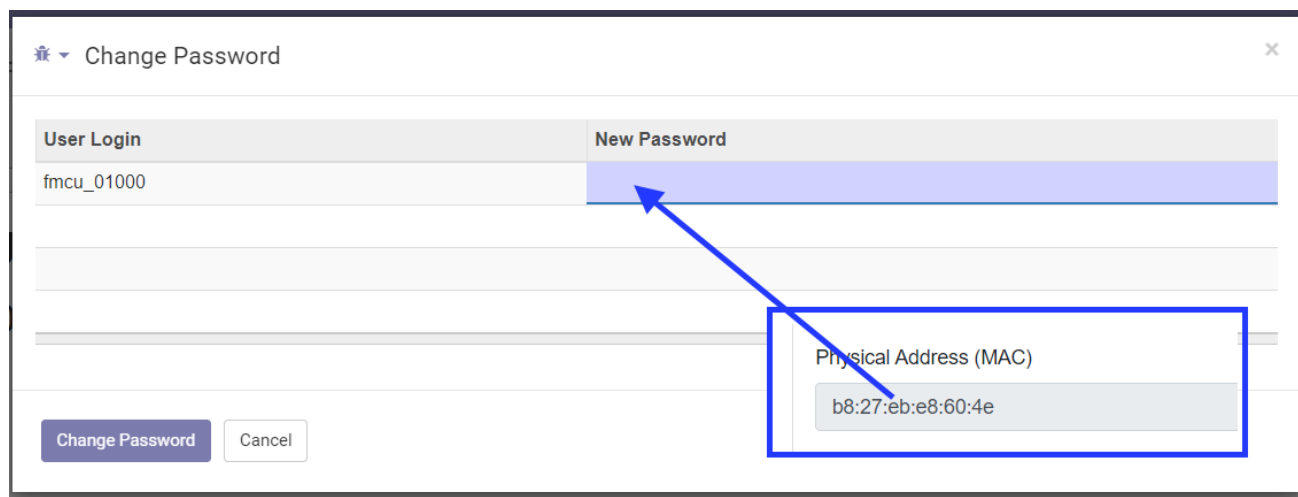 Change Password
×
User Login New Password
fmcu_01000
Physical Address (MAC)
b8:27:eb:e8:60:4e
Change Password Cancel